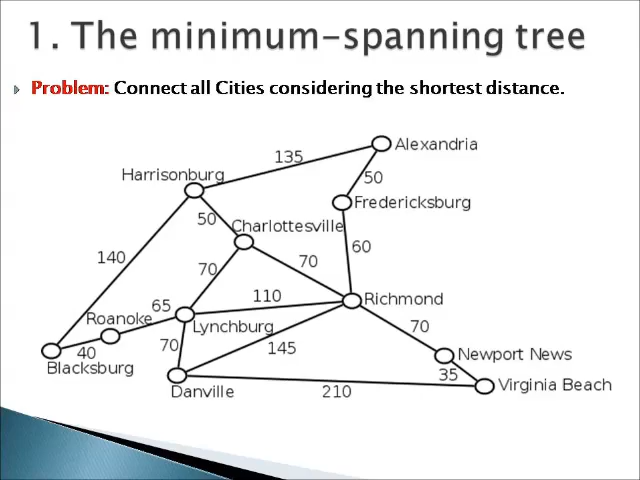 1. The minimum-spanning tree
Problem: Connect all Cities considering the shortest distance.
Alexandria
135
Harrisonburg
50
Fredericksburg
50
Charlottesville
60
140
70
70
65
110
Richmond
Roanoke
Lynchburg
70
40
70
145
Newport News
Blacksburg
35
Virginia Beach
Danville
210